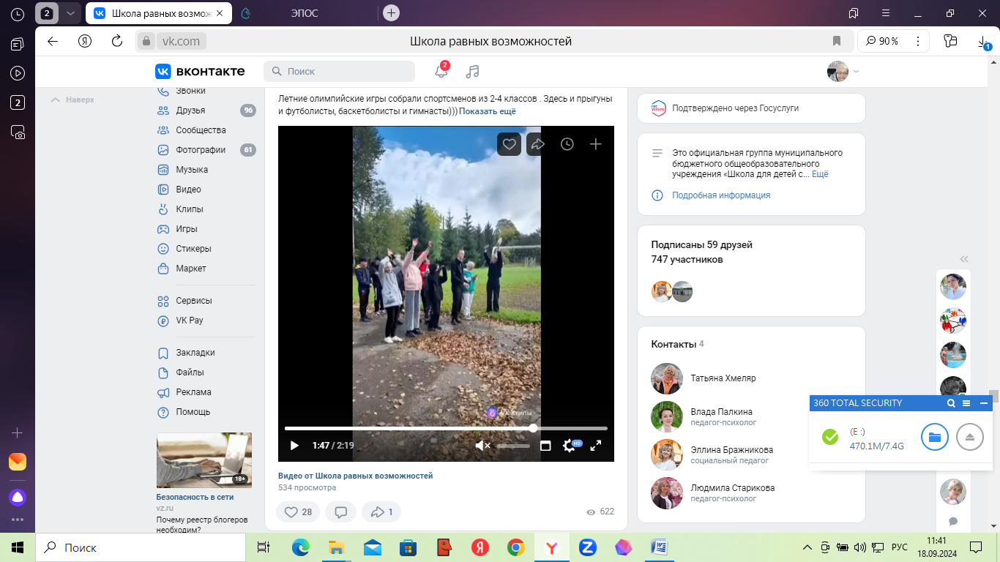 2
Школа равных возможностей
ЭПОС
vk.com
Школа равных возможностей
90 %
1
вконтакте
Поиск
2
Наверх
Звонки
Друзья 96
Сообщества
Фотографии 61
Музыка
Видео
Клипы
Игры
Стикеры
Маркет
Сервисы
VK Pay
Закладки
Файлы
Реклама
Помощь
18+
Безопасность в сети
vz.ru
Почему реестр блогеров
необходим?
Летние олимпийские игры собрали спортсменов из 2-4 классов . Здесь и прыгуны
и футболисты, баскетболисты и гимнасты))) Показать ещё
VK Клипы
1:47 / 2:19
HD
Видео от Школа равных возможностей
534 просмотра
28
1
622
госуслуги
Подтверждено через Госуслуги
Это официальная группа муниципального
бюджетного общеобразовательного
учреждения «Школа для детей с... Ещё
Подробная информация
Подписаны 59 друзей
747 участников
Контакты 4
Татьяна Хмеляр
Влада Палкина
педагог-психолог
Эллина Бражникова
социальный педагог
Людмила Старикова
педагог-психолог
360 TOTAL SECURITY
(E :)
470.1M/7.4G
Поиск
РУС
11:41
18.09.2024